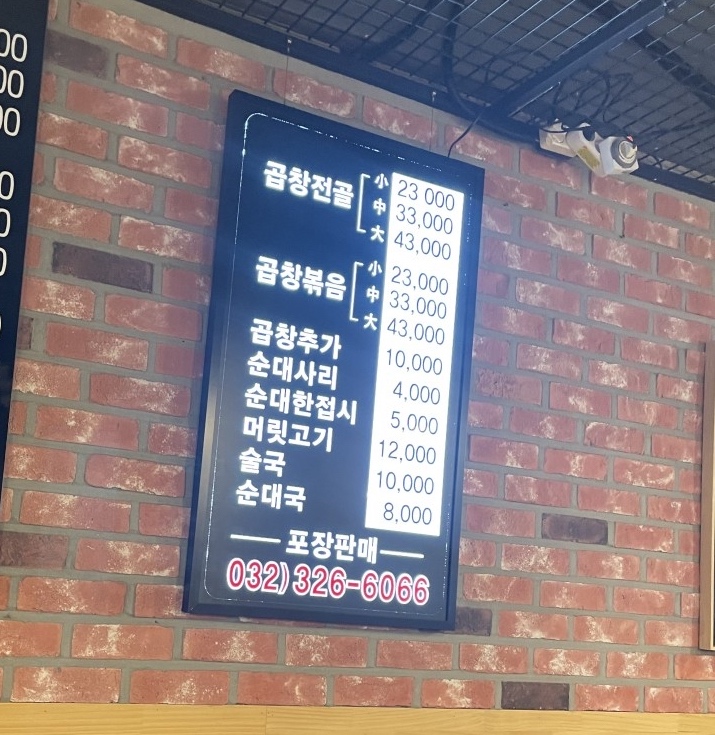 곱창전골 小 23 000
中 33,000
大 43,000
곱창볶음 小 23,000
中 33,000
大 43,000
곱창추가 10,000
순대사리 4,000
순대한접시 5,000
머릿고기 12,000
술국 10,000
순대국 8,000
포장판매
032)326-6066